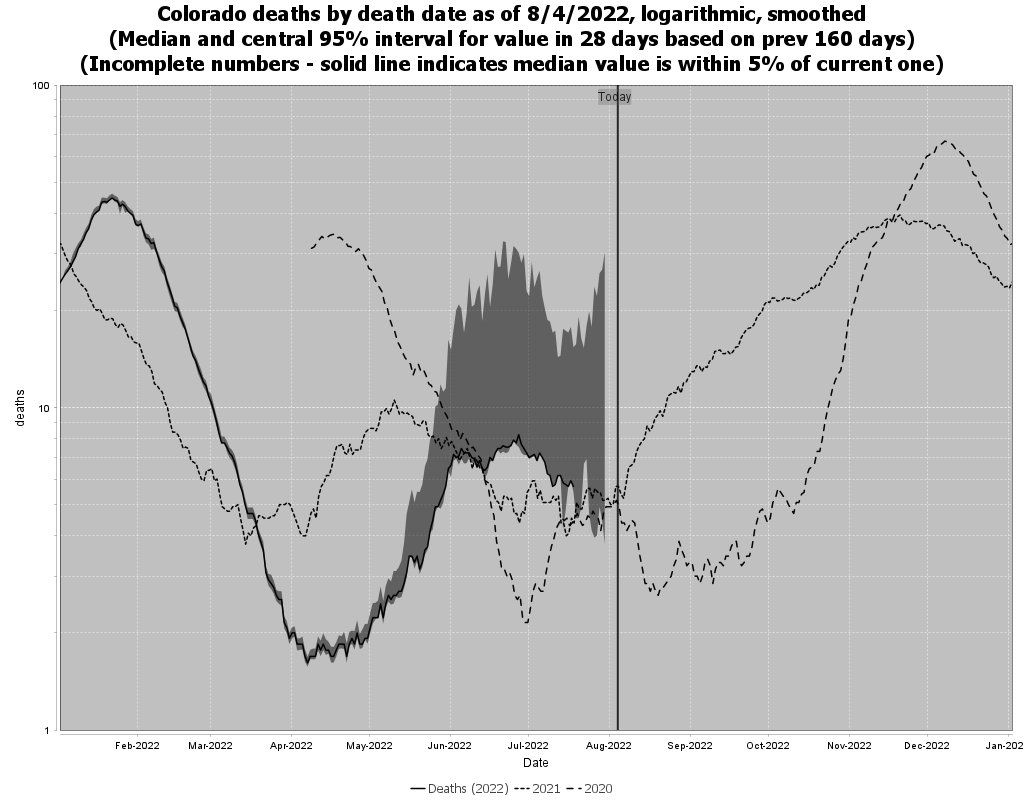 Colorado deaths by death date as of 8/4/2022, logarithmic, smoothed
(Median and central 95% interval for value in 28 days based on prev 160 days)
(Incomplete numbers - solid line indicates median value is within 5% of current one)
100
Today
deaths
10
1
Feb-2022 Mar-2022 Apr-2022 May-2022 Jun-2022 Jul-2022 Aug-2022 Sep-2022 Oct-2022 Nov-2022 Dec-2022 Jan-202
Date
Deaths (2022) 2021 2020